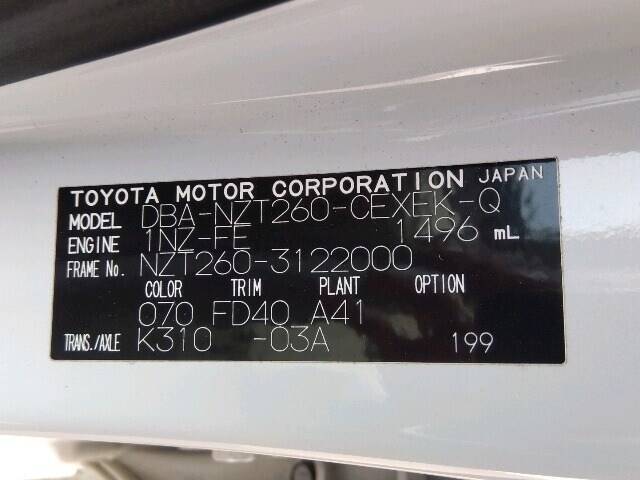 TOYOTA MOTOR CORPORATION JAPAN
MODEL DBA-NZT260-CEXEK-Q
ENGINE 1NZ-FE 1496 mL
FRAME No. NZT260-3122000
COLOR TRIM PLANT OPTION
070 FD40 A41
TRANS./AXLE K310 -03A 199